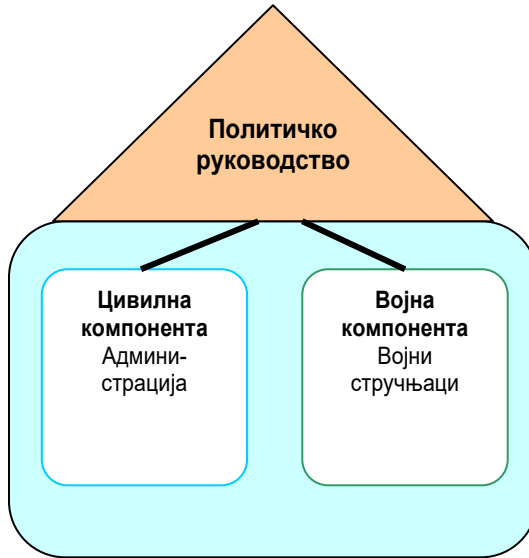 Политичко
руководство
Цивилна
компонента
Админи-
страција
Војна
компонента
Војни
стручњаци